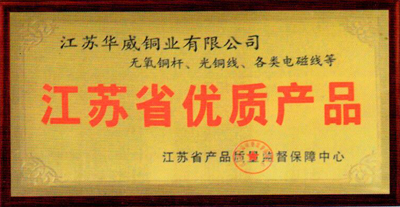 江苏华威铜业有限公司
无氧铜杆、光铜线、各类电磁线等
江苏省优质产品
江苏省产品质量监督保障中心